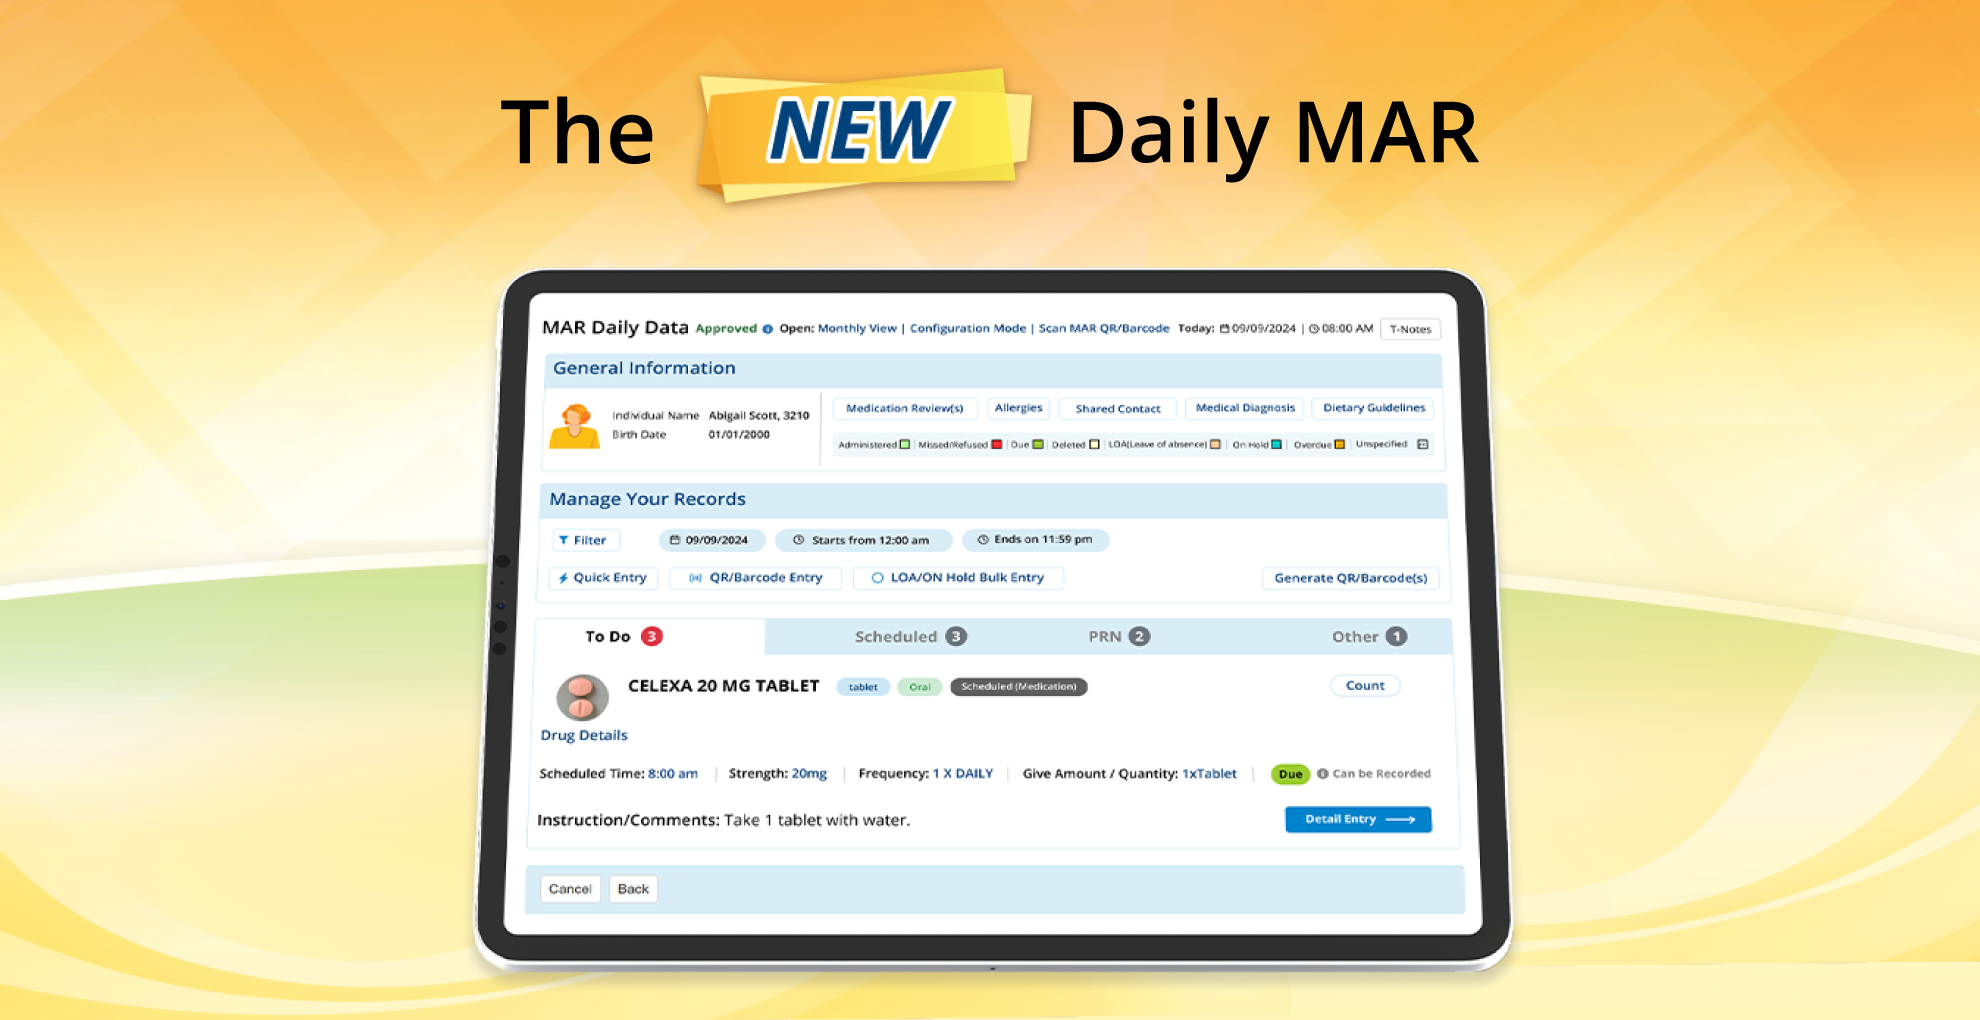 The NEW Daily MAR
MAR Daily Data Approved Open: Monthly View | Configuration Mode | Scan MAR QR/Barcode Today: 09/09/2024 | 08:00 AM T-Notes
General Information
Individual Name Abigail Scott, 3210
Birth Date 01/01/2000
Medication Review(s) Allergies Shared Contact Medical Diagnosis Dietary Guidelines
Administered | Missed/Refused | Due | Deleted | LOA(Leave of absence) | On Hold | Overdue | Unspecified
Manage Your Records
Filter 09/09/2024 Starts from 12:00 am Ends on 11:59 pm
Quick Entry QR/Barcode Entry LOA/ON Hold Bulk Entry Generate QR/Barcode(s)
To Do 3 Scheduled 3 PRN 2 Other 1
CELEXA 20 MG TABLET tablet Oral Scheduled (Medication) Count
Drug Details
Scheduled Time: 8:00 am | Strength: 20mg | Frequency: 1 X DAILY | Give Amount / Quantity: 1xTablet | Due Can be Recorded
Instruction/Comments: Take 1 tablet with water. Detail Entry
Cancel Back